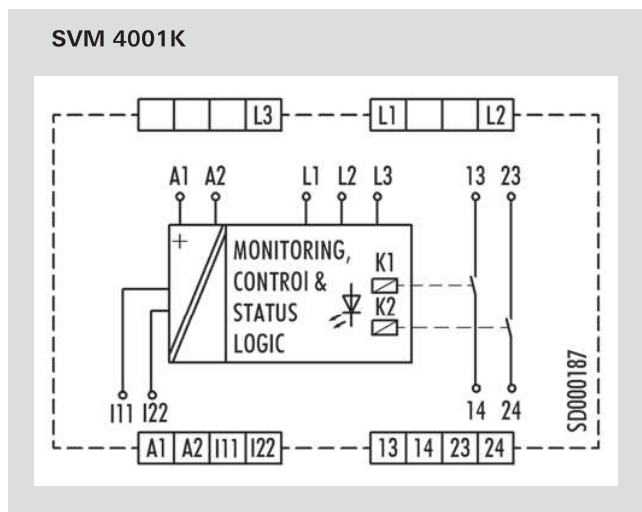 SVM 4001K
L3 L1 L2
A1 A2 L1 L2 L3 13 23
+
MONITORING,
CONTROl &
STATUS
LOGIC
K1
K2
I11 I22 14 24
SD000187
A1 A2 I11 I22 13 14 23 24